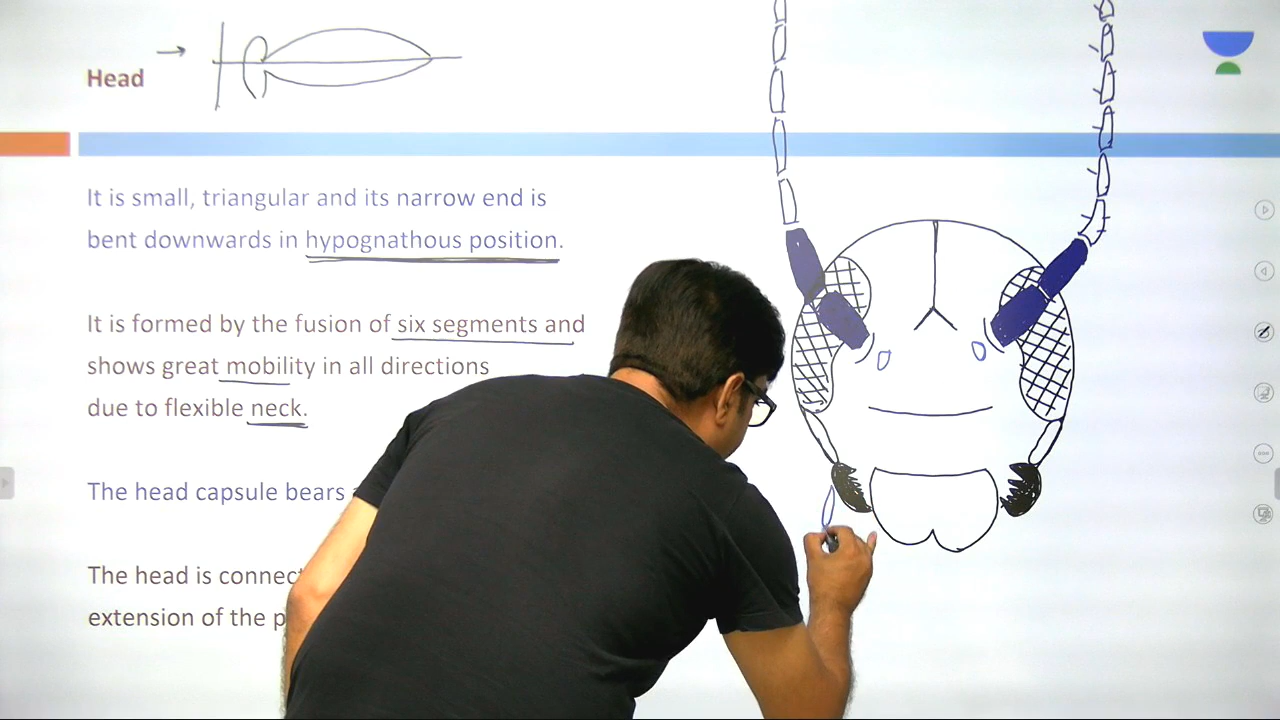 Head
It is small, triangular and its narrow end is
bent downwards in hypognathous position.
It is formed by the fusion of six segments and
shows great mobility in all directions
due to flexible neck.
The head capsule bears
The head is
extension of the